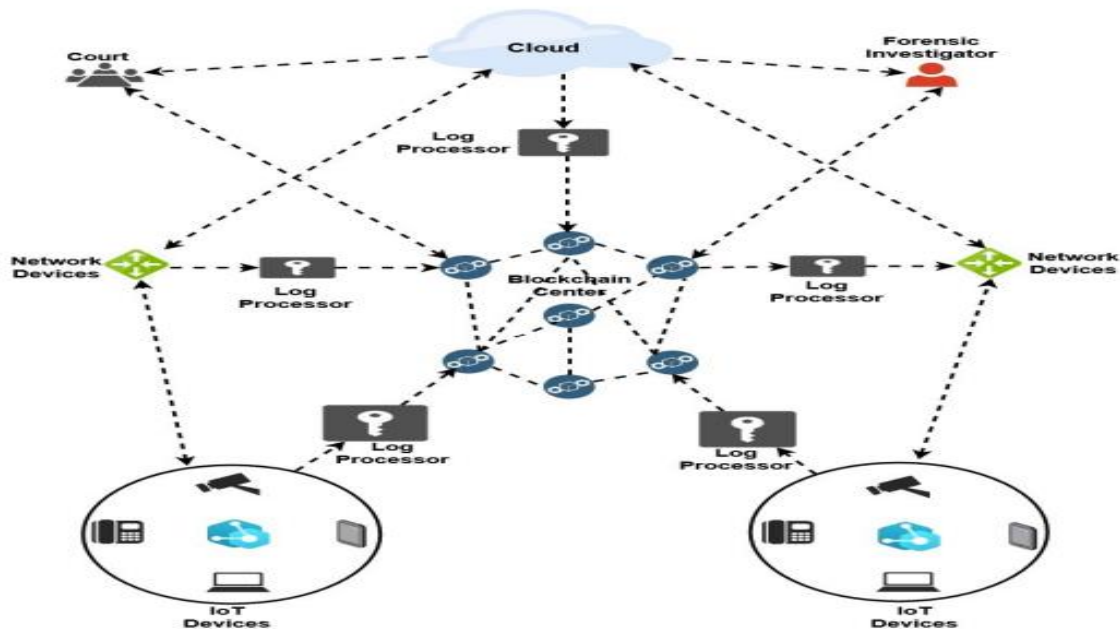 Cloud
Court
Forensic
Investigator
Log
Processor
Network
Devices
Log
Processor
Blockchain
Center
Log
Processor
Network
Devices
Log
Processor
Log
Processor
IoT
Devices
IoT
Devices